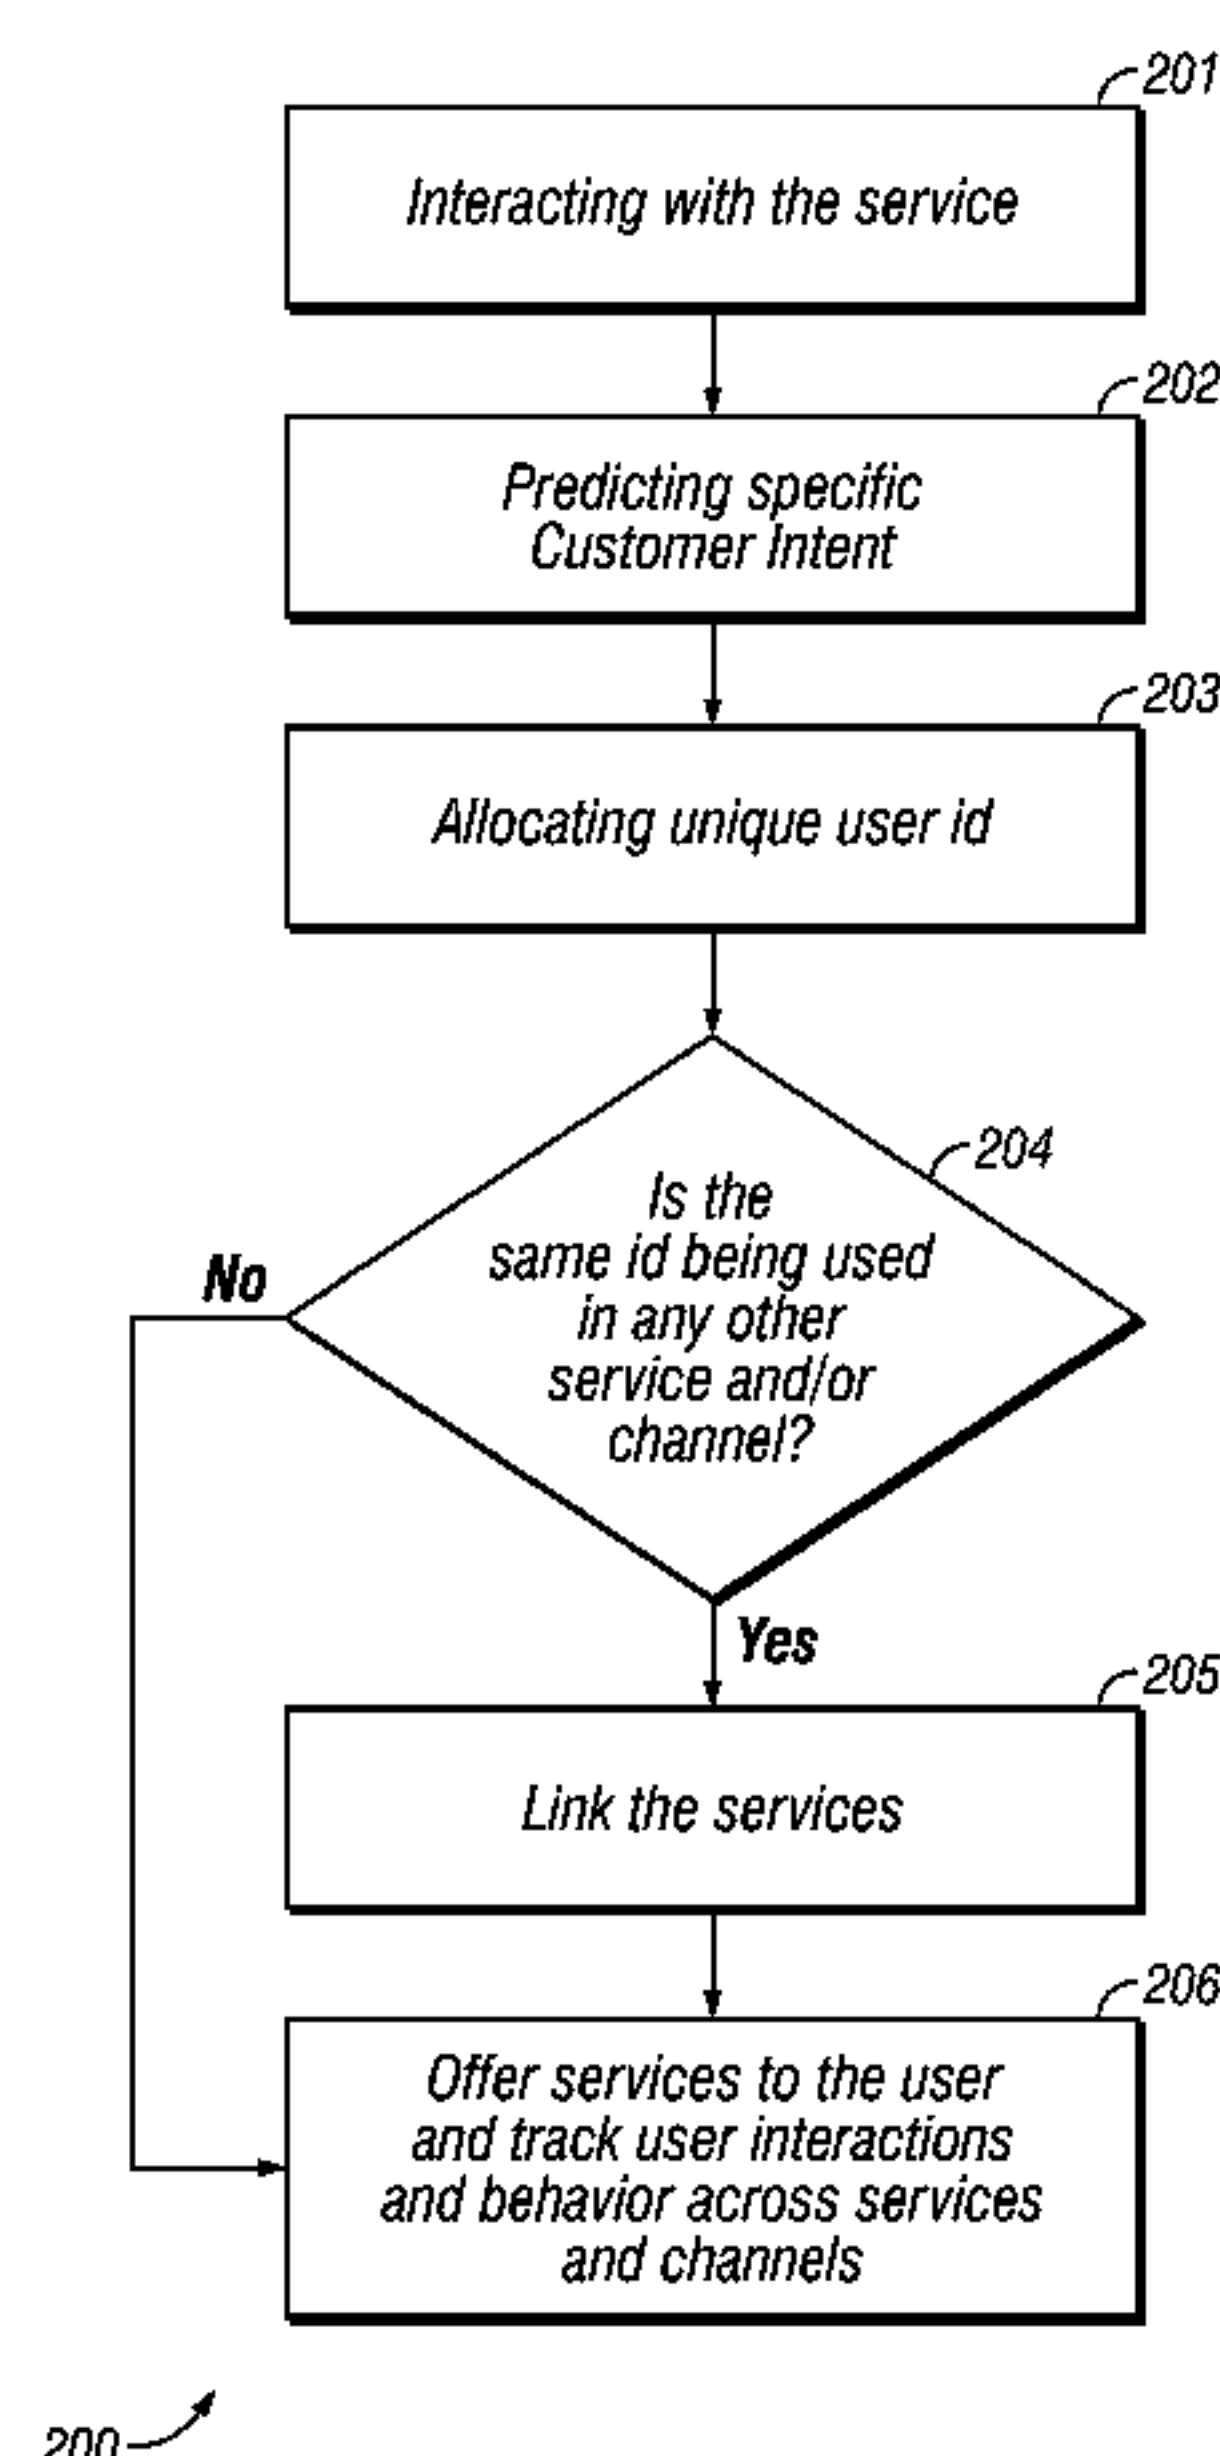 201
Interacting with the service
202
Predicting specific
Customer Intent
203
Allocating unique user id
204
Is the
same id being used
in any other
service and/or
channel?
No
Yes
205
Link the services
206
Offer services to the user
and track user interactions
and behavior across services
and channels
200